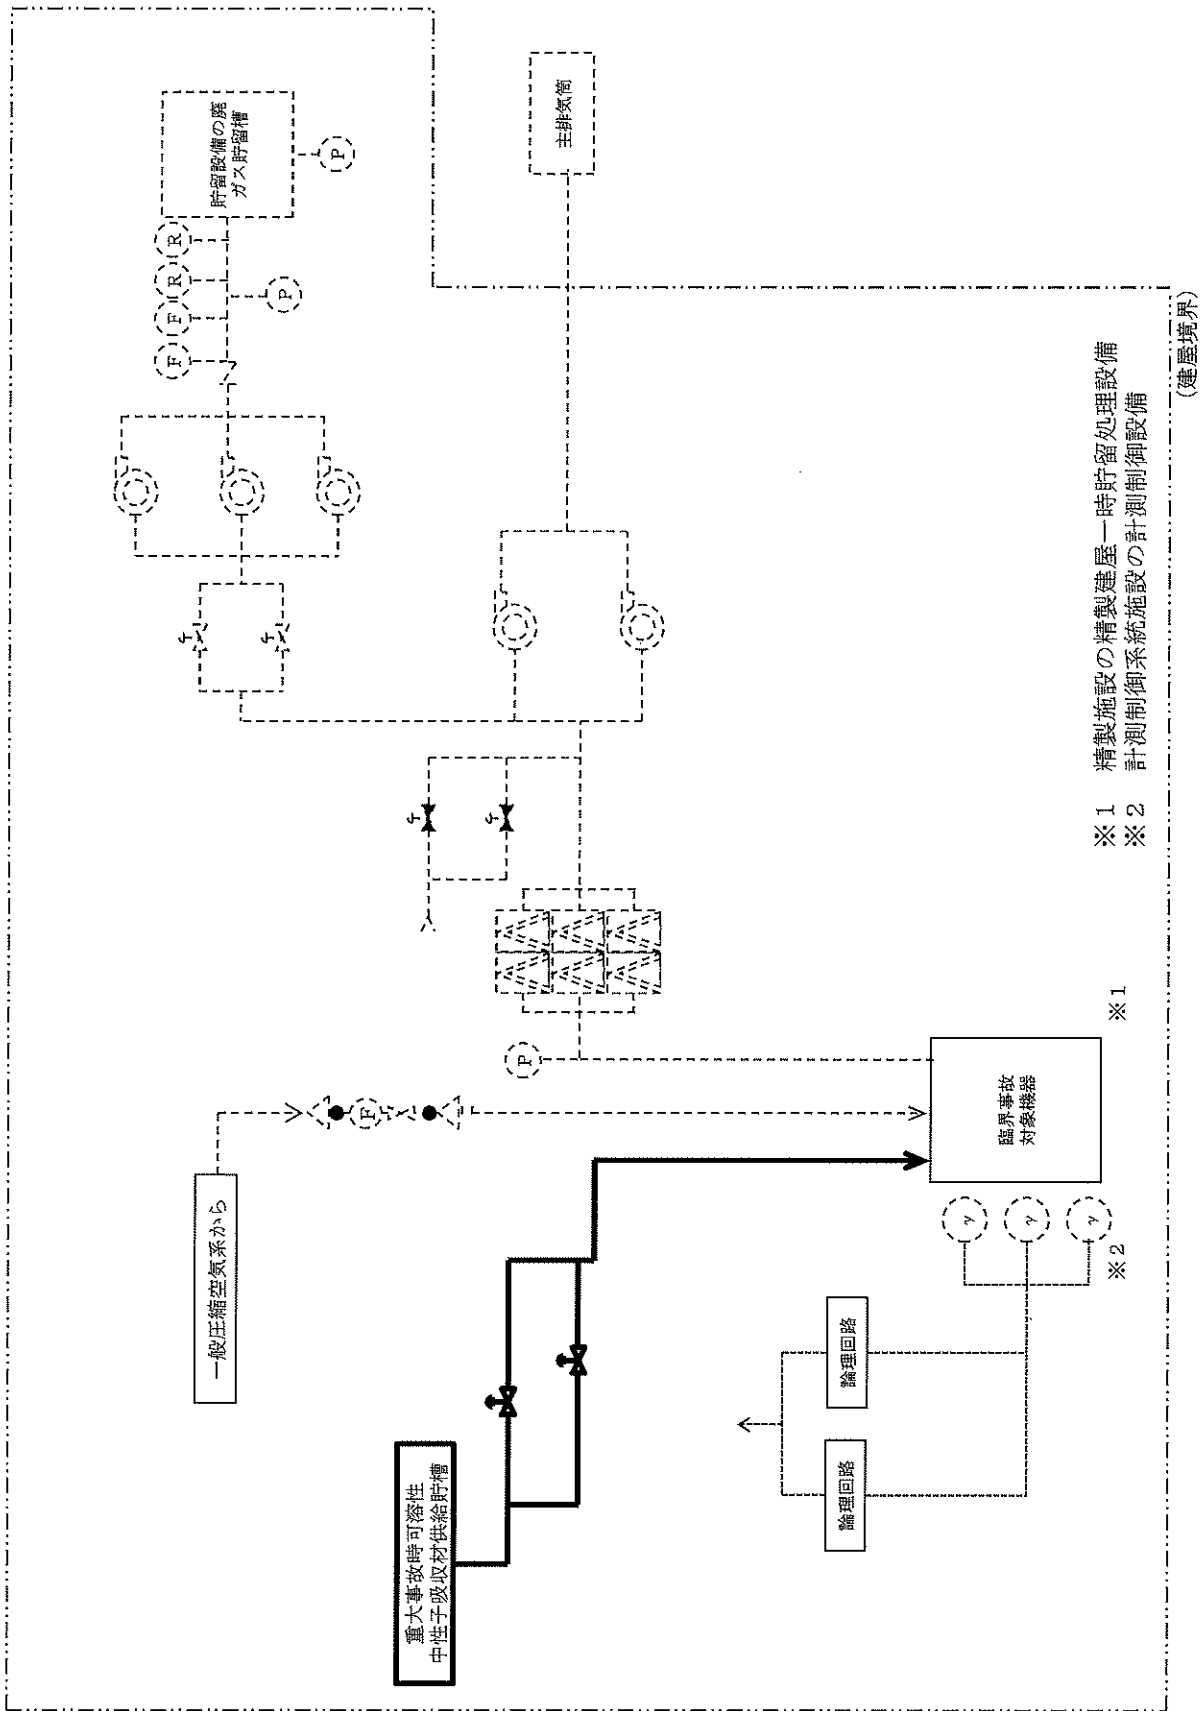 重大事故時可溶性
中性子吸収材供給貯槽
一般圧縮空気系から
F
論理回路
論理回路
γ
γ
γ
※2
臨界事故
対象機器
※1
P
F
F
R
R
P
貯留設備の廃
ガス貯留槽
P
主排気筒
※1 精製施設の精製建屋一時貯留処理設備
※2 計測制御系統施設の計測制御設備
(建屋境界)